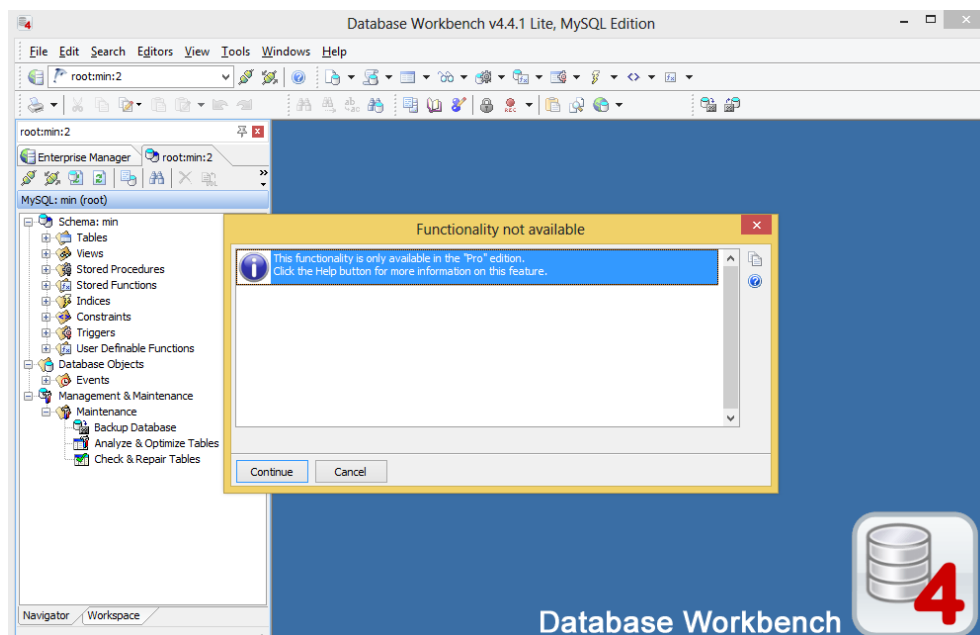 Database Workbench v4.4.1 Lite, MySQL Edition
File Edit Search Editors View Tools Windows Help
root:min:2
root:min:2
Enterprise Manager root:min:2
MySQL: min (root)
Schema: min
Tables
Views
Stored Procedures
Stored Functions
Indices
Constraints
Triggers
User Definable Functions
Database Objects
Events
Management & Maintenance
Maintenance
Backup Database
Analyze & Optimize Tables
Check & Repair Tables
Functionality not available
This functionality is only available in the "Pro" edition.
Click the Help button for more information on this feature.
Continue Cancel
Navigator Workspace
Database Workbench 4